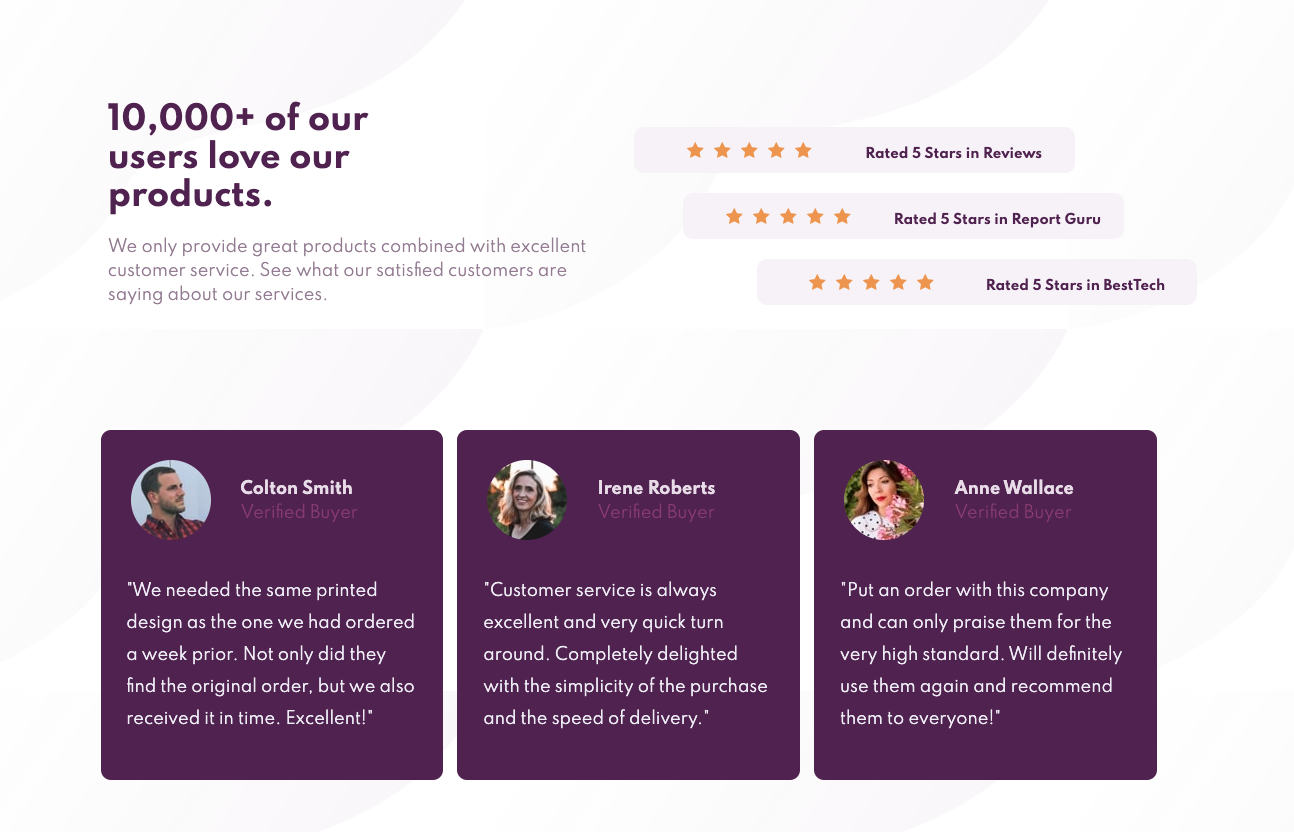 10,000+ of our
users love our
products.
We only provide great products combined with excellent
customer service. See what our satisfied customers are
saying about our services.
Rated 5 Stars in Reviews
Rated 5 Stars in Report Guru
Rated 5 Stars in BestTech
Colton Smith
Verified Buyer
"We needed the same printed
design as the one we had ordered
a week prior. Not only did they
find the original order, but we also
received it in time. Excellent!"
Irene Roberts
Verified Buyer
"Customer service is always
excellent and very quick turn
around. Completely delighted
with the simplicity of the purchase
and the speed of delivery."
Anne Wallace
Verified Buyer
"Put an order with this company
and can only praise them for the
very high standard. Will definitely
use them again and recommend
them to everyone!"